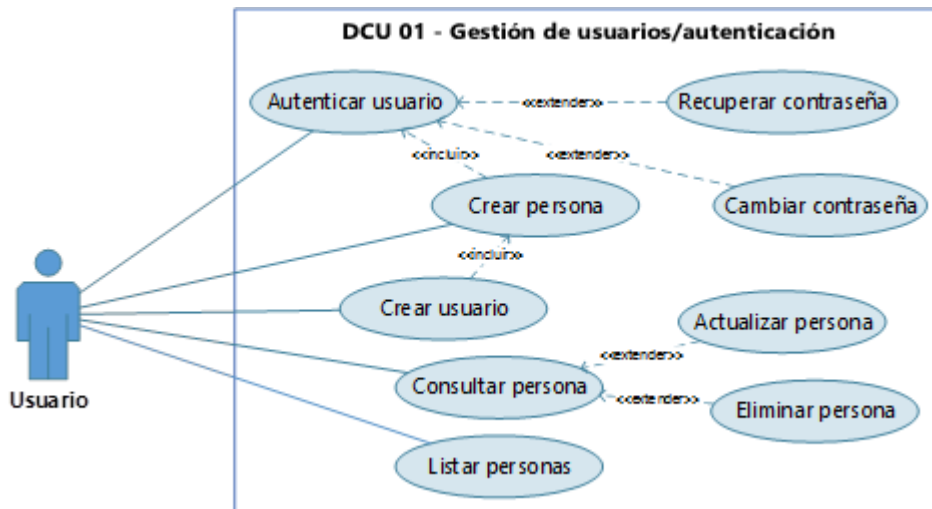 DCU 01 - Gestión de usuarios/autenticación
Autenticar usuario
<<extender>>
Recuperar contraseña
<<incluir>>
<<extender>>
Crear persona
Cambiar contraseña
<<incluir>>
Crear usuario
Actualizar persona
<<extender>>
Consultar persona
<<extender>>
Eliminar persona
Usuario
Listar personas